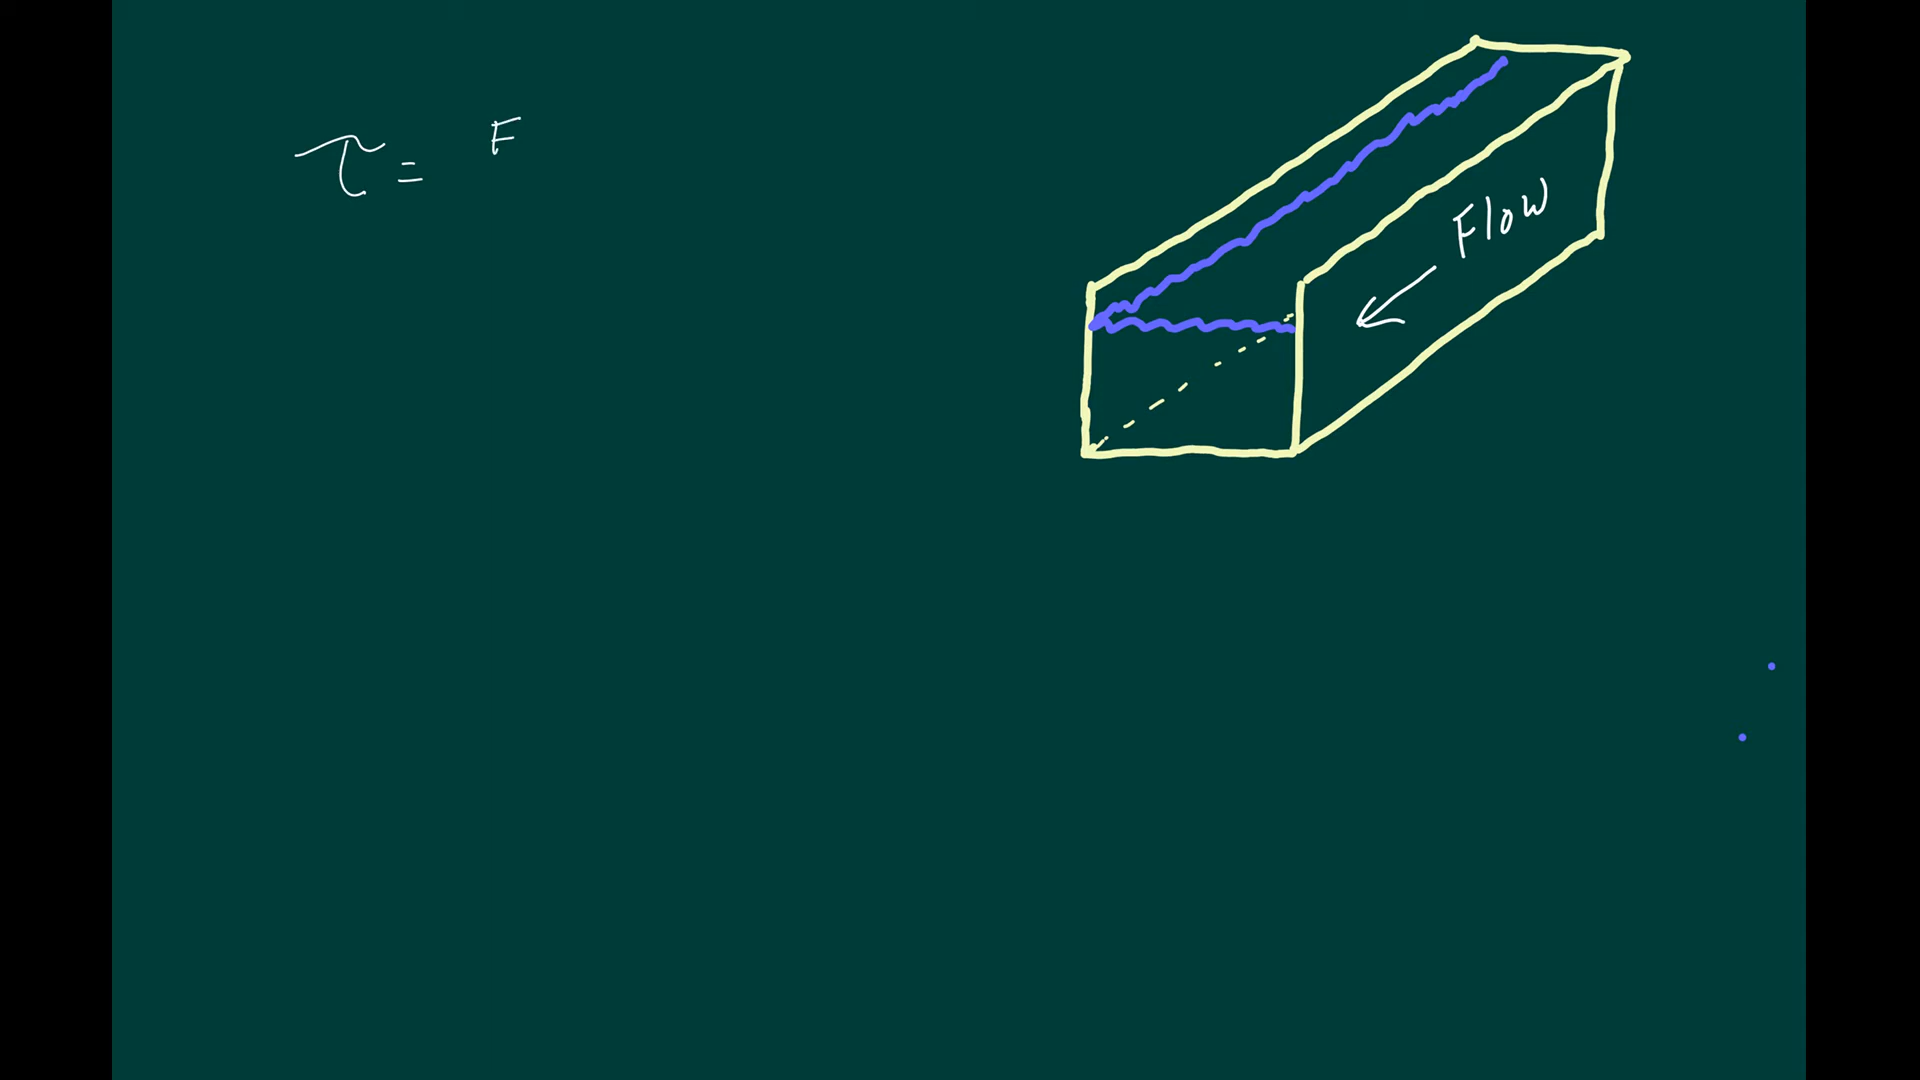 τ = F
Flow